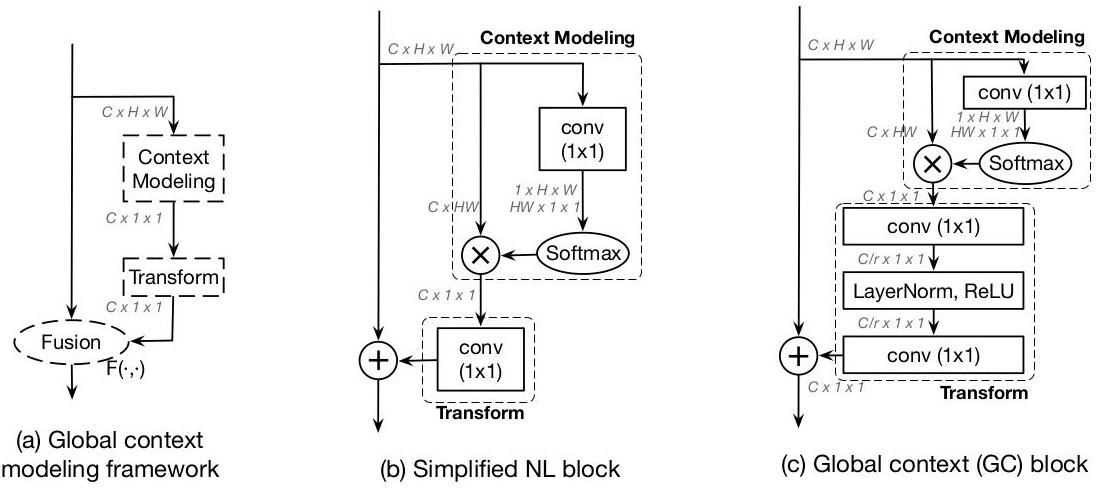 C x H x W
Context
Modeling
C x 1 x 1
Transform
C x 1 x 1
Fusion
F(·,·)
(a) Global context
modeling framework
C x H x W
Context Modeling
conv
(1x1)
1 x H x W
HW x 1 x 1
C x HW
×
Softmax
C x 1 x 1
conv
(1x1)
+
Transform
(b) Simplified NL block
C x H x W
Context Modeling
conv (1x1)
1 x H x W
HW x 1 x 1
C x HW
×
Softmax
C x 1 x 1
conv (1x1)
C/r x 1 x 1
LayerNorm, ReLU
C/r x 1 x 1
conv (1x1)
+
C x 1 x 1
Transform
(c) Global context (GC) block